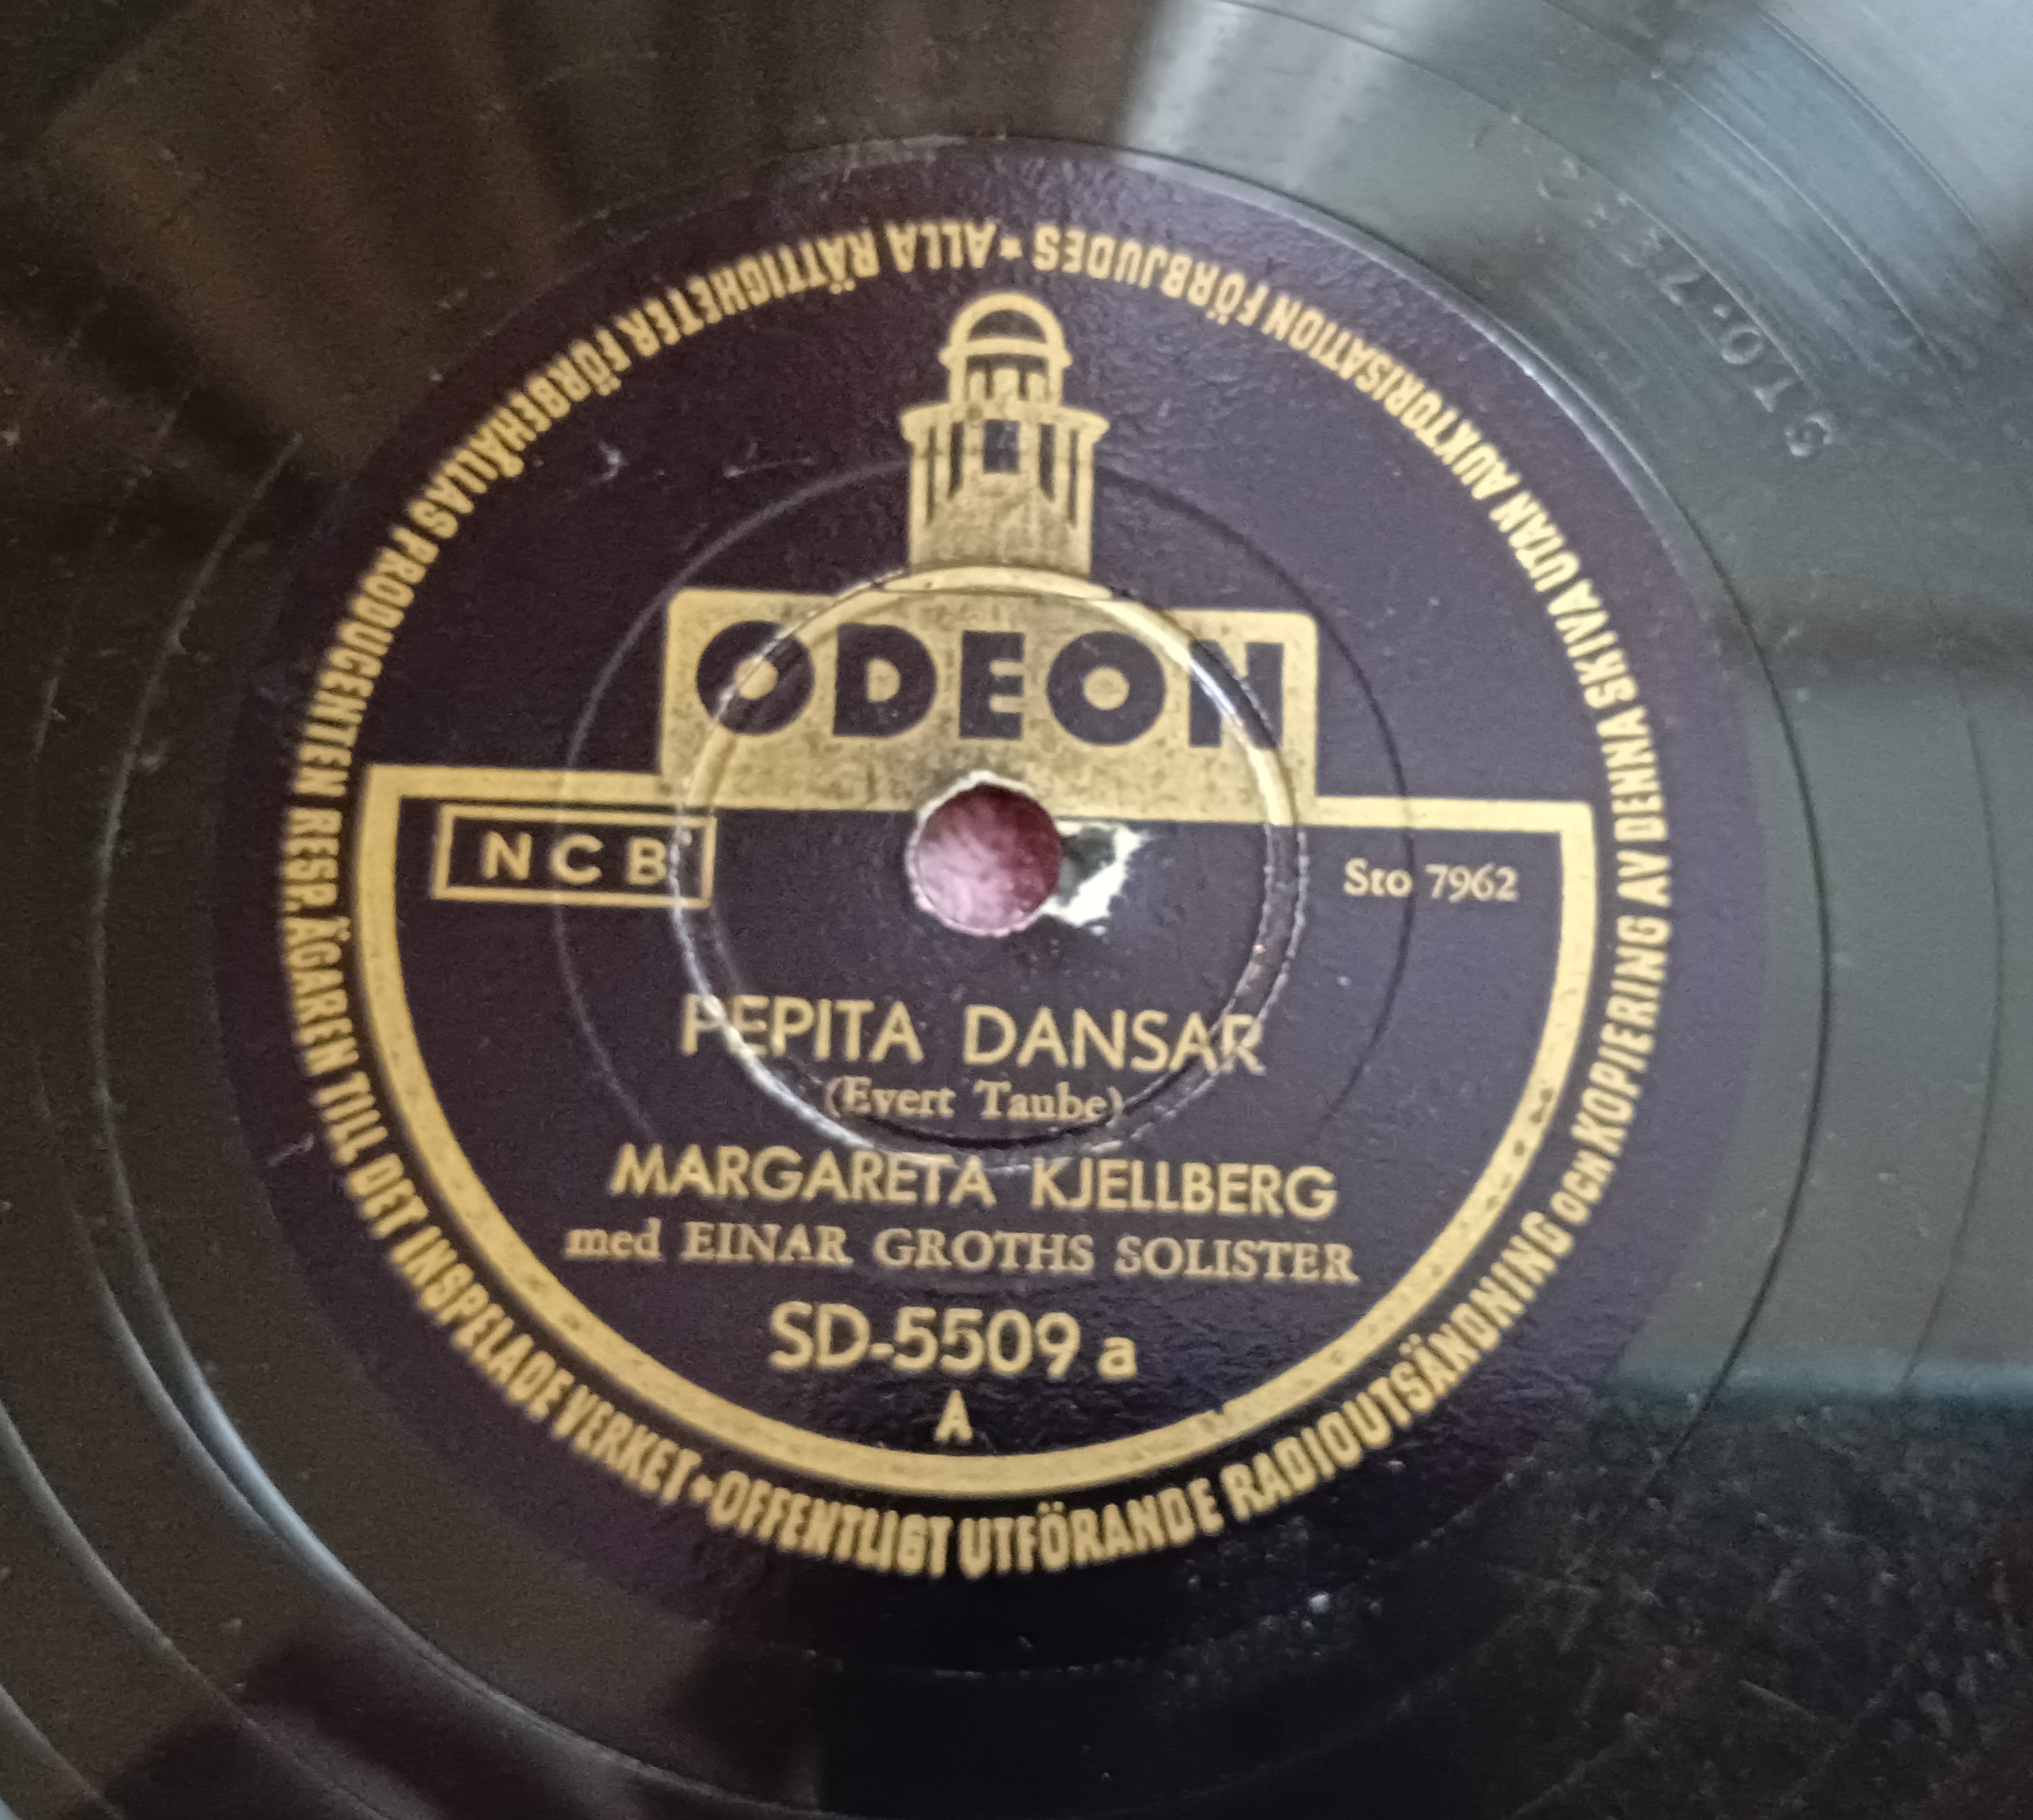 ALLA RÄTTIGHETER FÖRBEHÅLLAS PRODUCENTEN RESP. ÄGAREN TILL DET INSPELADE VERKET • OFFENTLIGT UTFÖRANDE RADIOUTSÄNDNING OCH KOPIERING AV DENNA SKIVA UTAN AUKTORISATION FÖRBJUDES •
ODEON
NCB
Sto 7962
PEPITA DANSAR
(Evert Taube)
MARGARETA KJELLBERG
med EINAR GROTHS SOLISTER
SD-5509 a
A